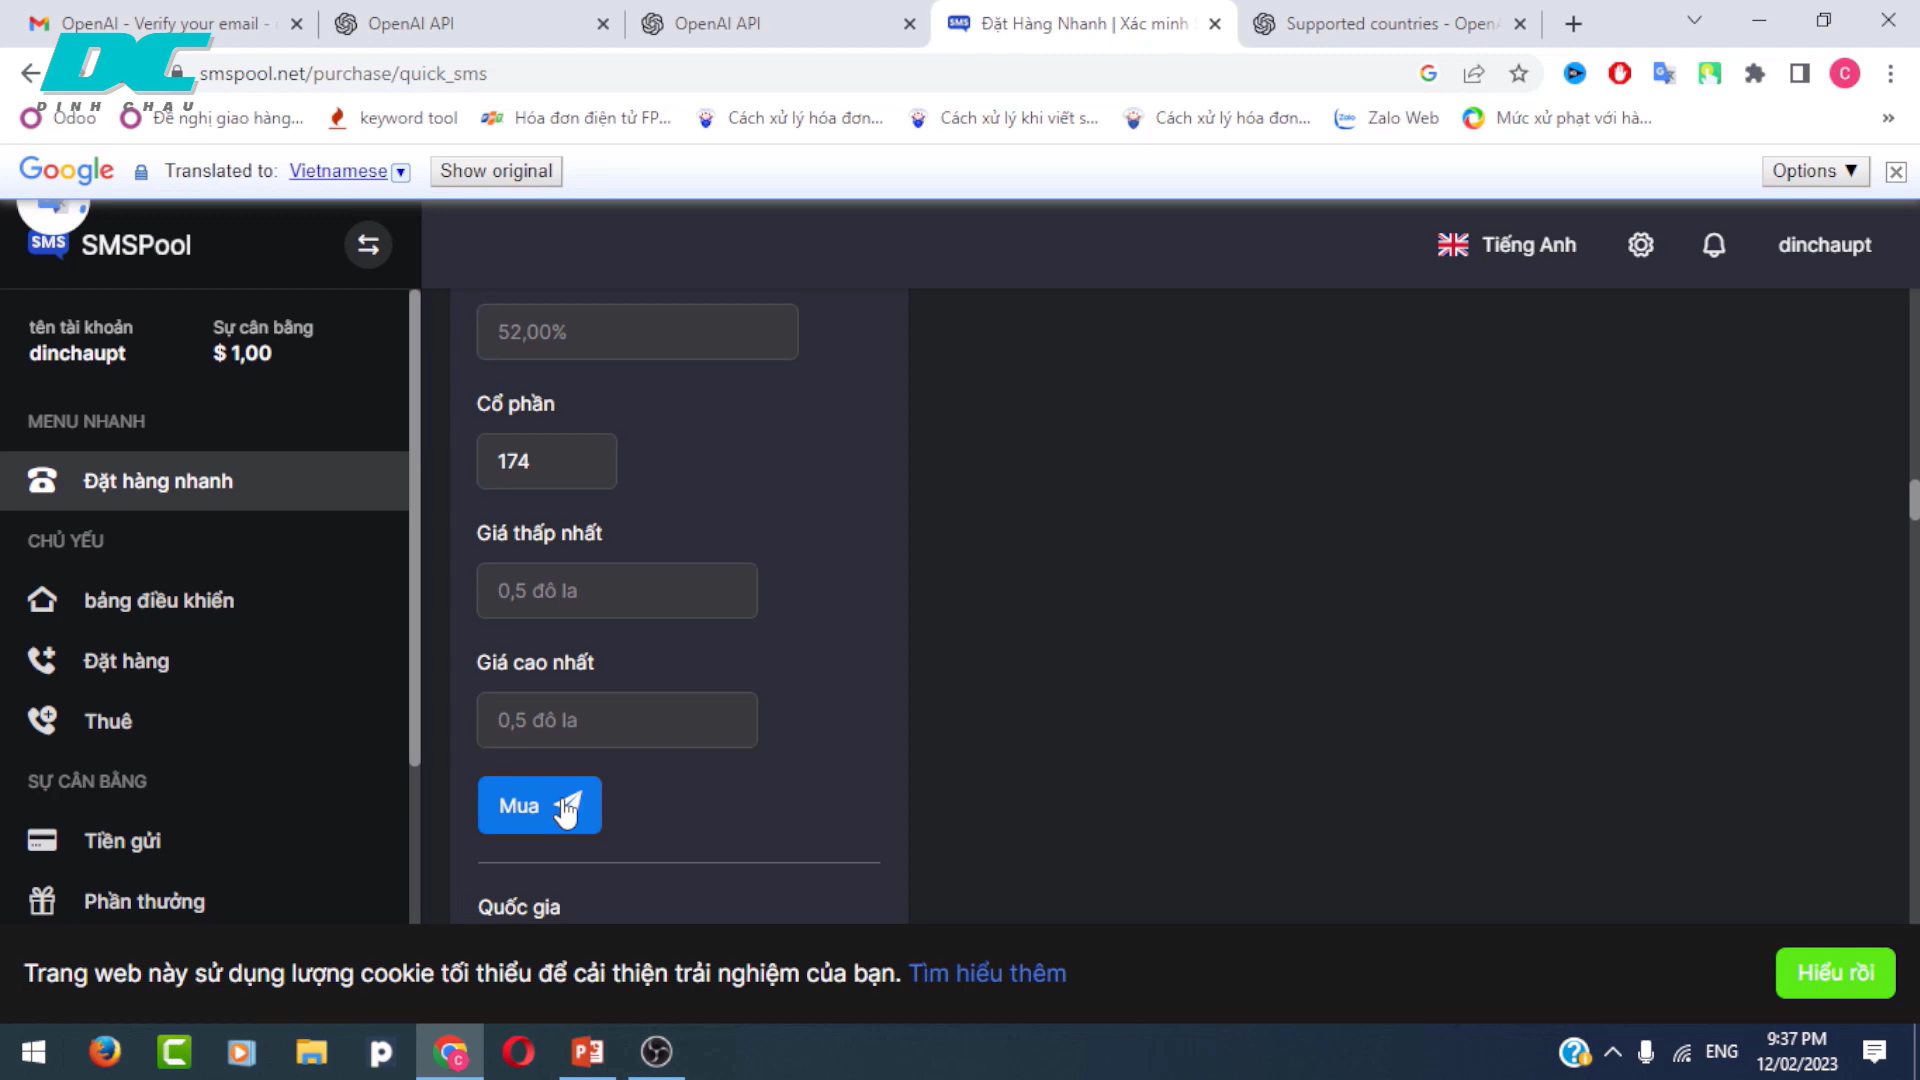 OpenAI - Verify your email -
OpenAI API
OpenAI API
Đặt Hàng Nhanh | Xác minh
Supported countries - OpenA
DC
DINH CHAU
smspool.net/purchase/quick_sms
Odoo
Đề nghị giao hàng...
keyword tool
Hóa đơn điện tử FP...
Cách xử lý hóa đơn...
Cách xử lý khi viết s...
Cách xử lý hóa đơn...
Zalo Web
Mức xử phạt với hà...
Google
Translated to:
Vietnamese
Show original
Options ▼
SMS
SMSPool
Tiếng Anh
dinchaupt
tên tài khoản
dinchaupt
Sự cân bằng
$ 1,00
MENU NHANH
Đặt hàng nhanh
CHỦ YẾU
bảng điều khiển
Đặt hàng
Thuê
SỰ CÂN BẰNG
Tiền gửi
Phần thưởng
52,00%
Cổ phần
174
Giá thấp nhất
0,5 đô la
Giá cao nhất
0,5 đô la
Mua
Quốc gia
Trang web này sử dụng lượng cookie tối thiểu để cải thiện trải nghiệm của bạn. Tìm hiểu thêm
Hiểu rồi
ENG
9:37 PM
12/02/2023